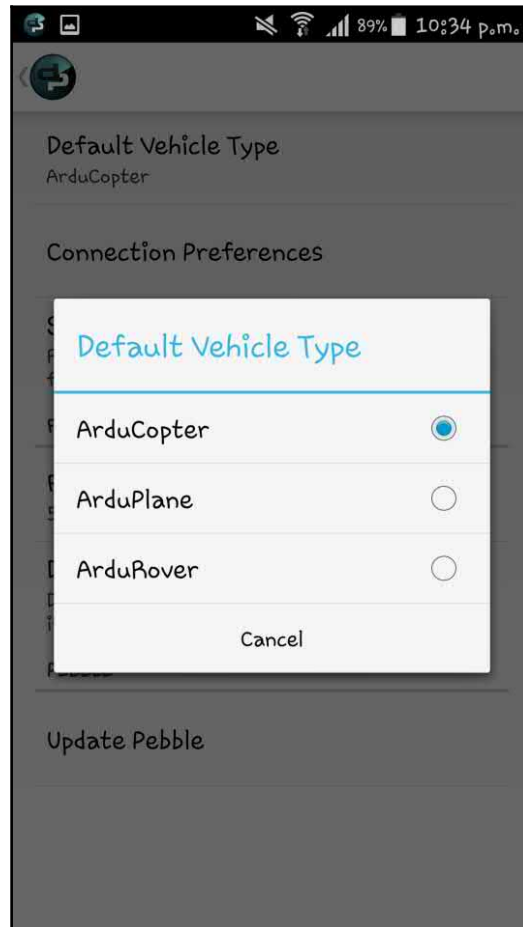 89% 10:34 p.m.
Default Vehicle Type
ArduCopter
Connection Preferences
Default Vehicle Type
ArduCopter
ArduPlane
ArduRover
Cancel
Update Pebble